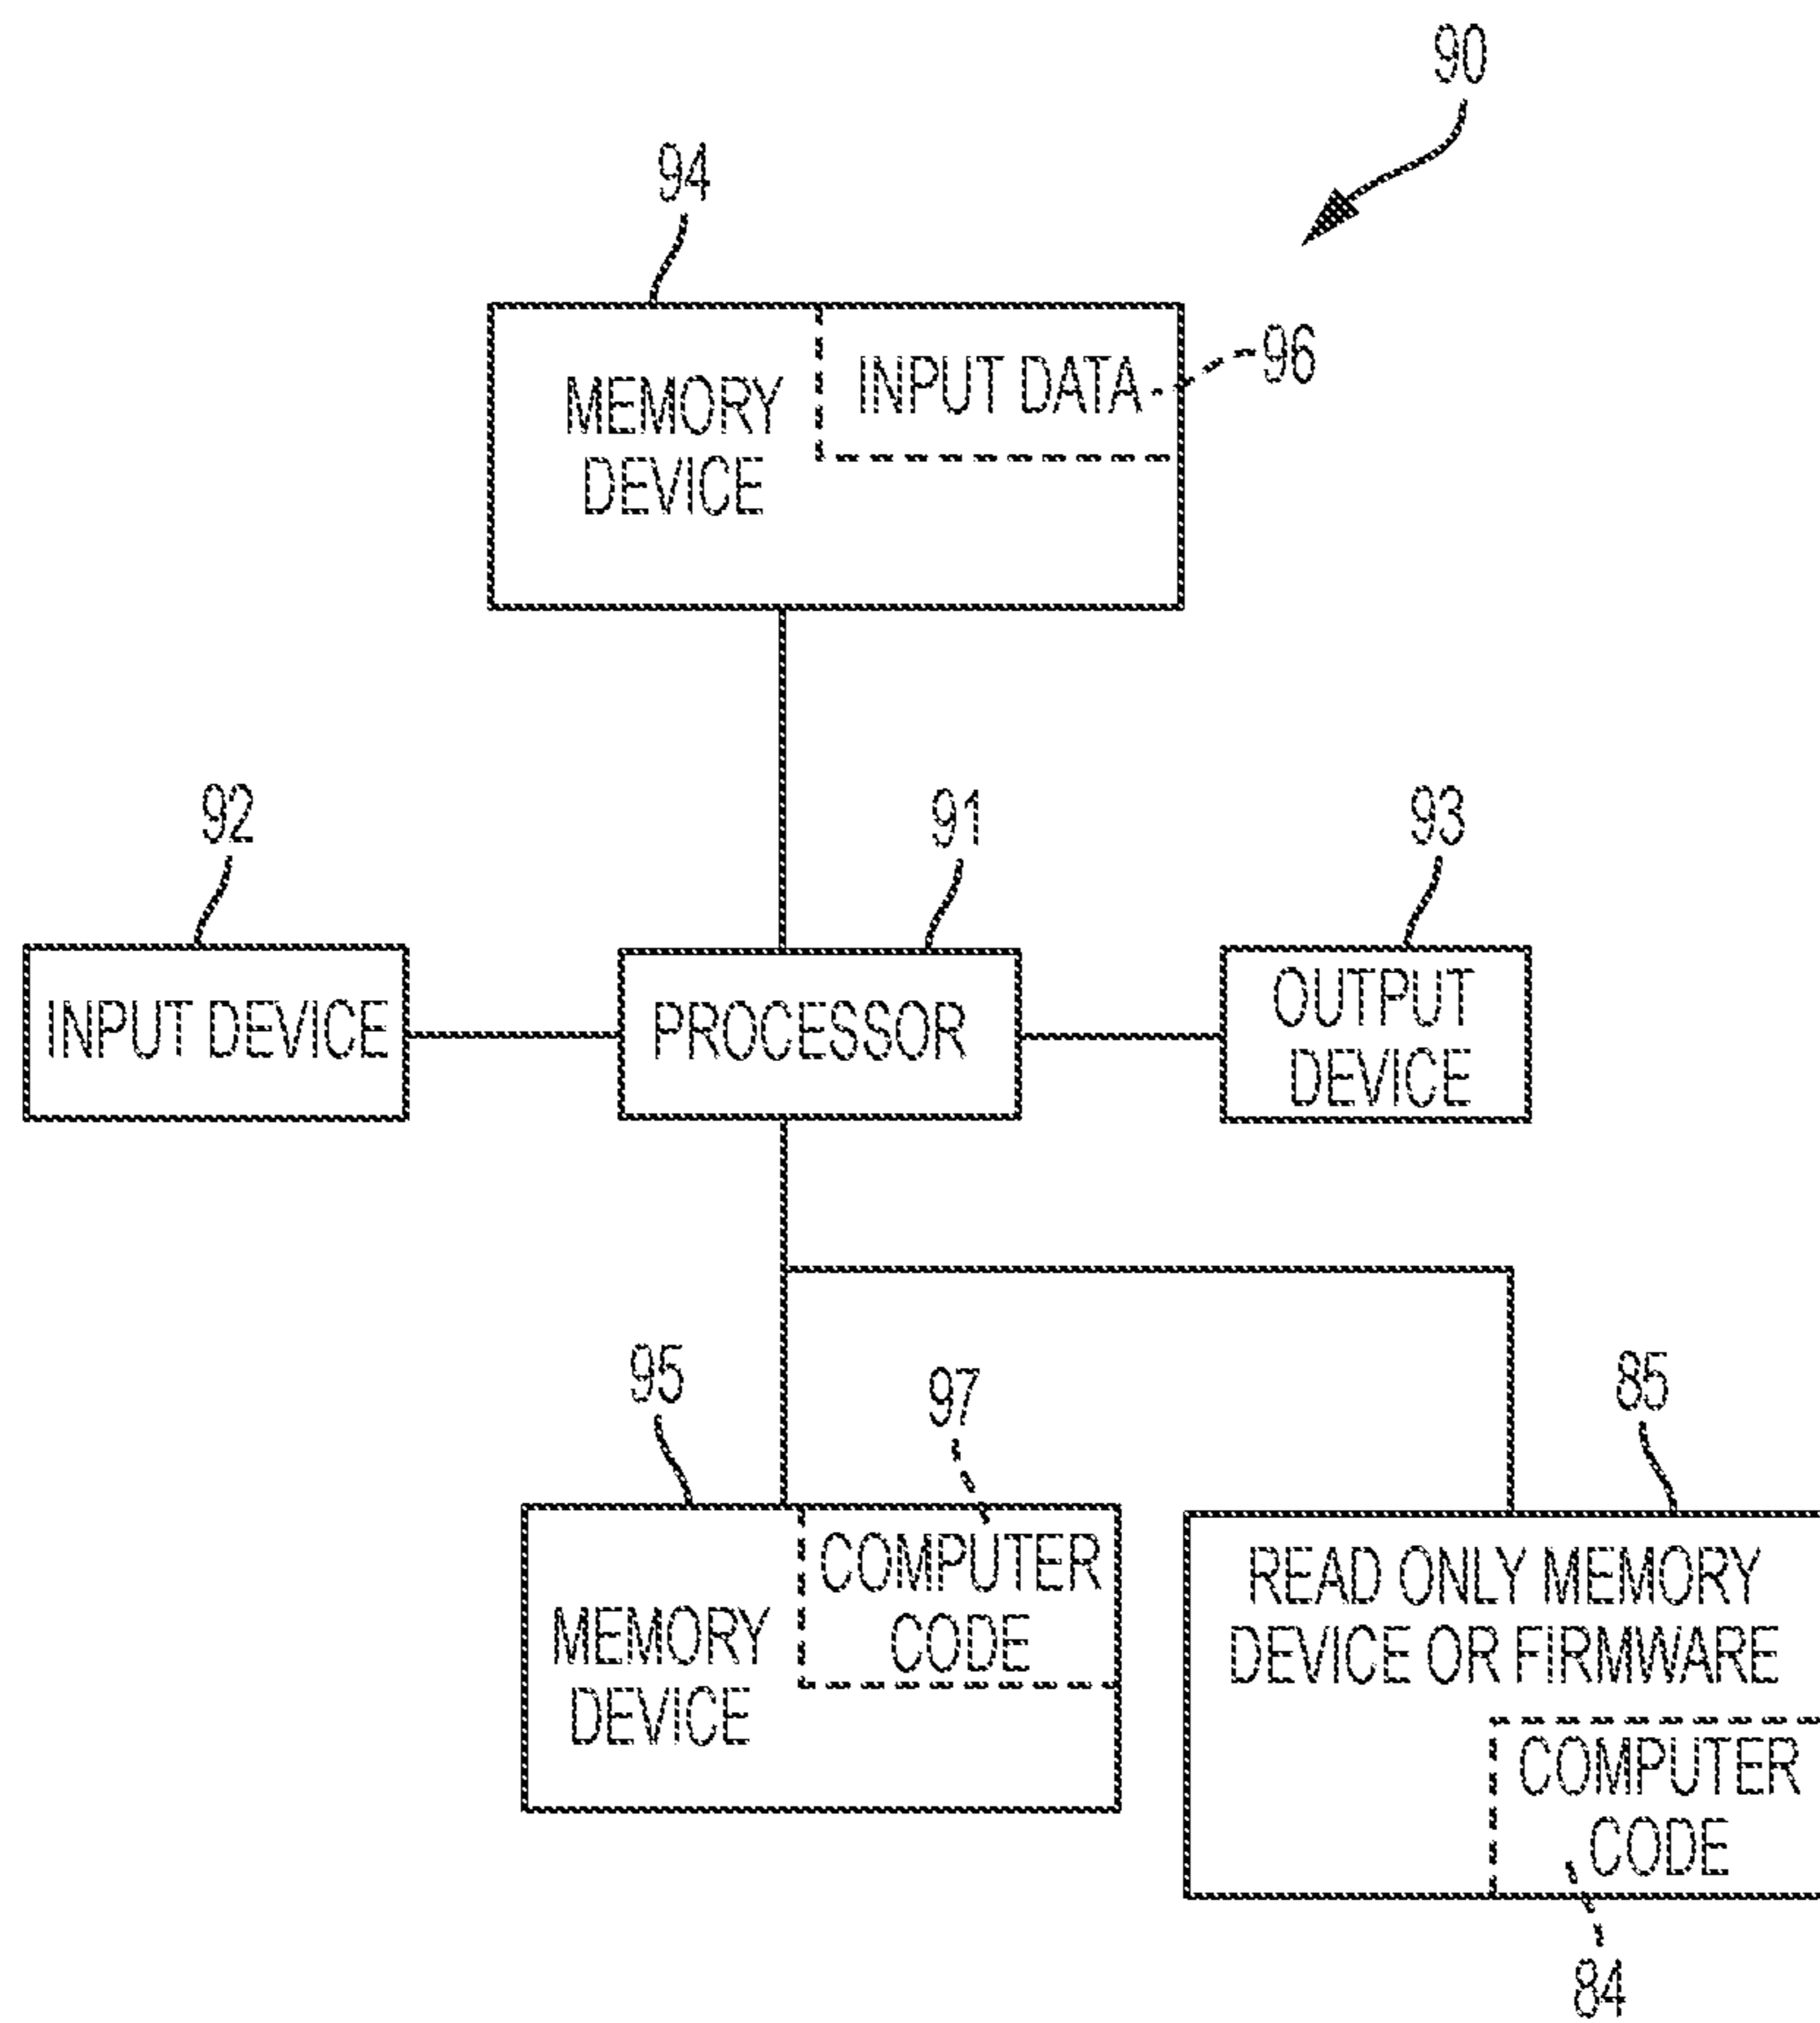 90
94
MEMORY
DEVICE
INPUT DATA
96
92
91
93
INPUT DEVICE
PROCESSOR
OUTPUT
DEVICE
95
97
85
MEMORY
DEVICE
COMPUTER
CODE
READ ONLY MEMORY
DEVICE OR FIRMWARE
COMPUTER
CODE
84